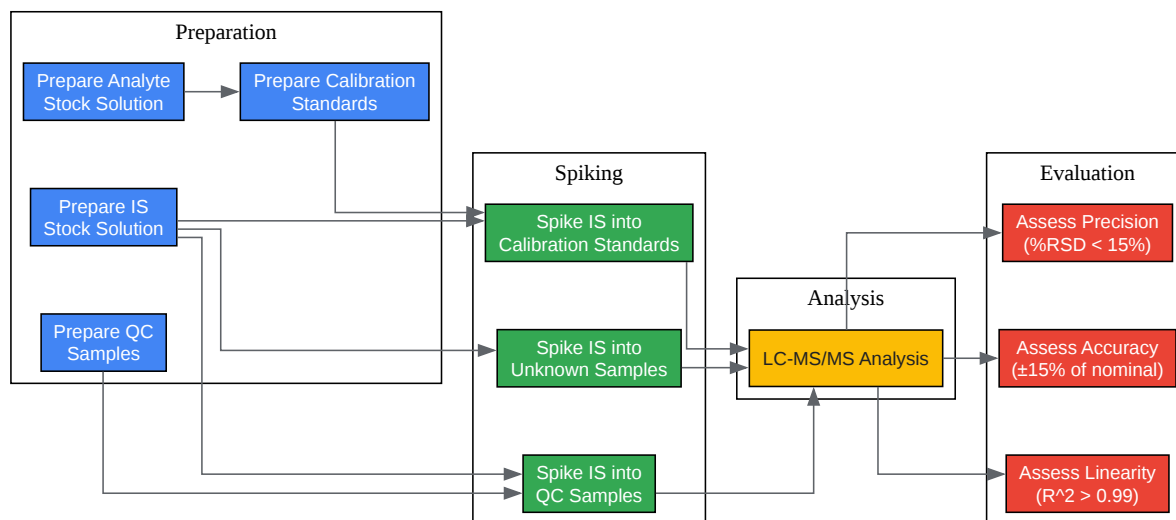 Preparation
Prepare Analyte
Stock Solution
Prepare Calibration
Standards
Prepare IS
Stock Solution
Prepare QC
Samples
Spiking
Spike IS into
Calibration Standards
Spike IS into
Unknown Samples
Spike IS into
QC Samples
Analysis
LC-MS/MS Analysis
Evaluation
Assess Precision
(%RSD < 15%)
Assess Accuracy
(±15% of nominal)
Assess Linearity
(R^2 > 0.99)